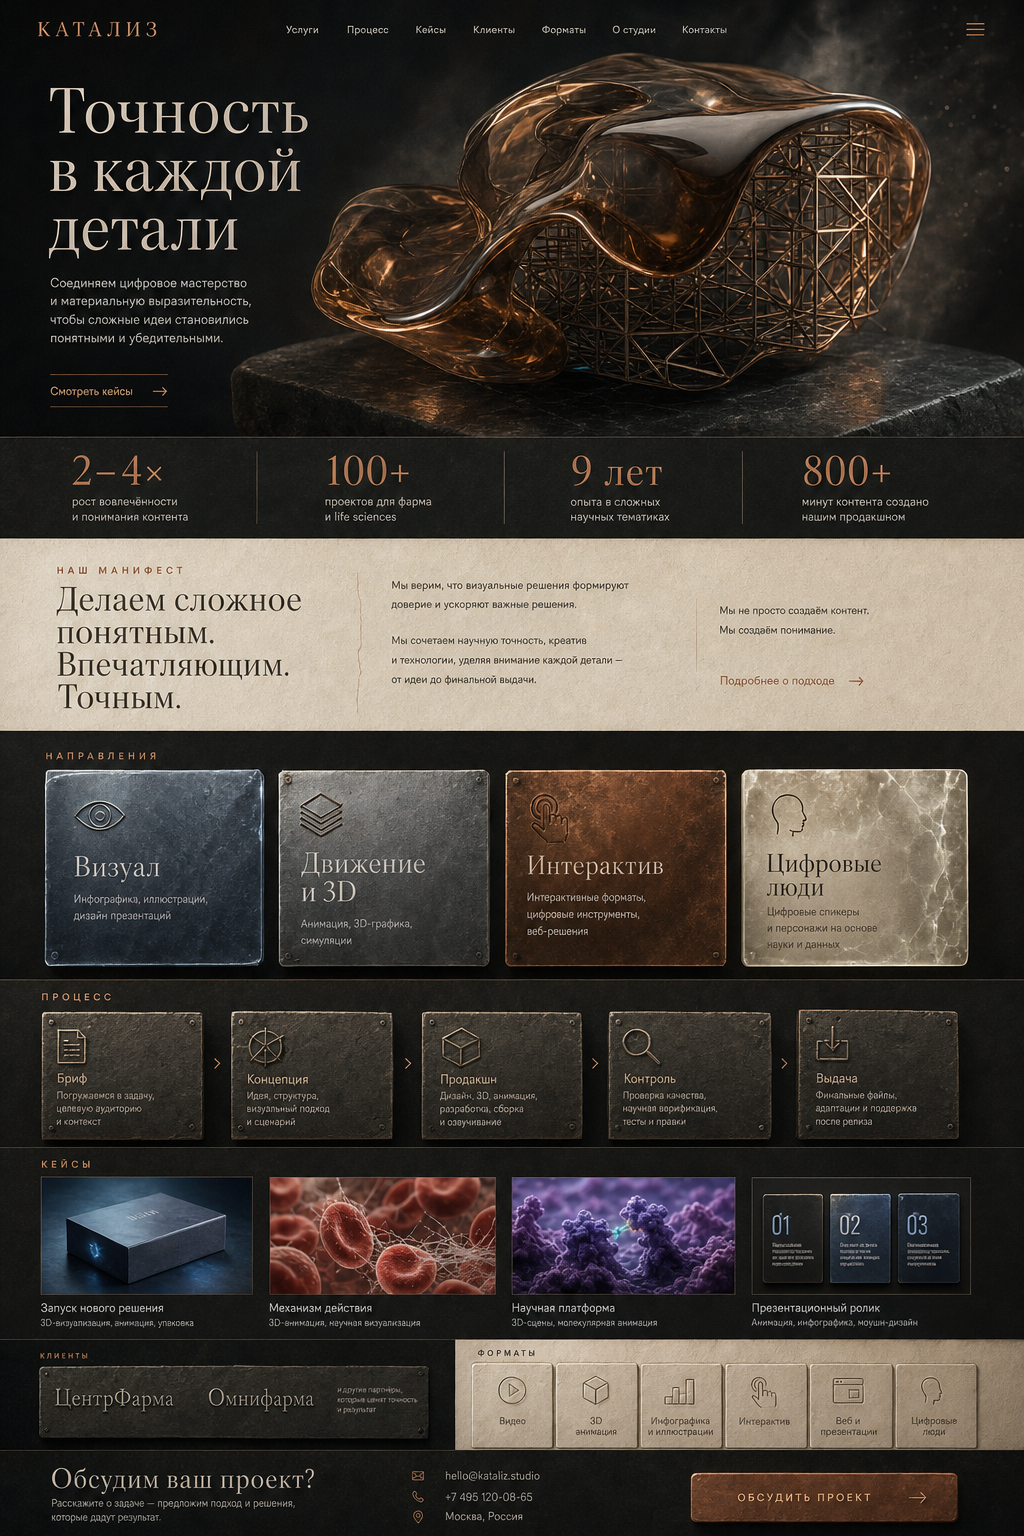 КАТАЛИЗ
Услуги Процесс Кейсы Клиенты Форматы О студии Контакты
Точность
в каждой
детали
Соединяем цифровое мастерство
и материальную выразительность,
чтобы сложные идеи становились
понятными и убедительными.
Смотреть кейсы
2–4×
рост вовлечённости
и понимания контента
100+
проектов для фарма
и life sciences
9 лет
опыта в сложных
научных тематиках
800+
минут контента создано
нашим продакшном
НАШ МАНИФЕСТ
Делаем сложное
понятным.
Впечатляющим.
Точным.
Мы верим, что визуальные решения формируют
доверие и ускоряют важные решения.
Мы сочетаем научную точность, креатив
и технологии, уделяя внимание каждой детали —
от идеи до финальной выдачи.
Мы не просто создаём контент.
Мы создаём понимание.
Подробнее о подходе
НАПРАВЛЕНИЯ
Визуал
Инфографика, иллюстрации,
дизайн презентаций
Движение
и 3D
Анимация, 3D-графика,
симуляции
Интерактив
Интерактивные форматы,
цифровые инструменты,
веб-решения
Цифровые
люди
Цифровые спикеры
и персонажи на основе
науки и данных
ПРОЦЕСС
Бриф
Погружаемся в задачу,
целевую аудиторию
и контекст
Концепция
Идея, структура,
визуальный подход
и сценарий
Продакшн
Дизайн, 3D, анимация,
разработка, сборка
и озвучивание
Контроль
Проверка качества,
научная верификация,
тесты и правки
Выдача
Финальные файлы,
адаптации и поддержка
после релиза
КЕЙСЫ
01
02
03
Запуск нового решения
3D-визуализация, анимация, упаковка
Механизм действия
3D-анимация, научная визуализация
Научная платформа
3D-сцены, молекулярная анимация
Презентационный ролик
Анимация, инфографика, моушн-дизайн
КЛИЕНТЫ
ЦентрФарма
Омнифарма
и другие партнёры,
которые ценят точность
и результат
ФОРМАТЫ
Видео
3D
анимация
Инфографика
и иллюстрации
Интерактив
Веб и
презентации
Цифровые
люди
Обсудим ваш проект?
Расскажите о задаче — предложим подход и решения,
которые дадут результат.
hello@kataliz.studio
+7 495 120-08-65
Москва, Россия
ОБСУДИТЬ ПРОЕКТ